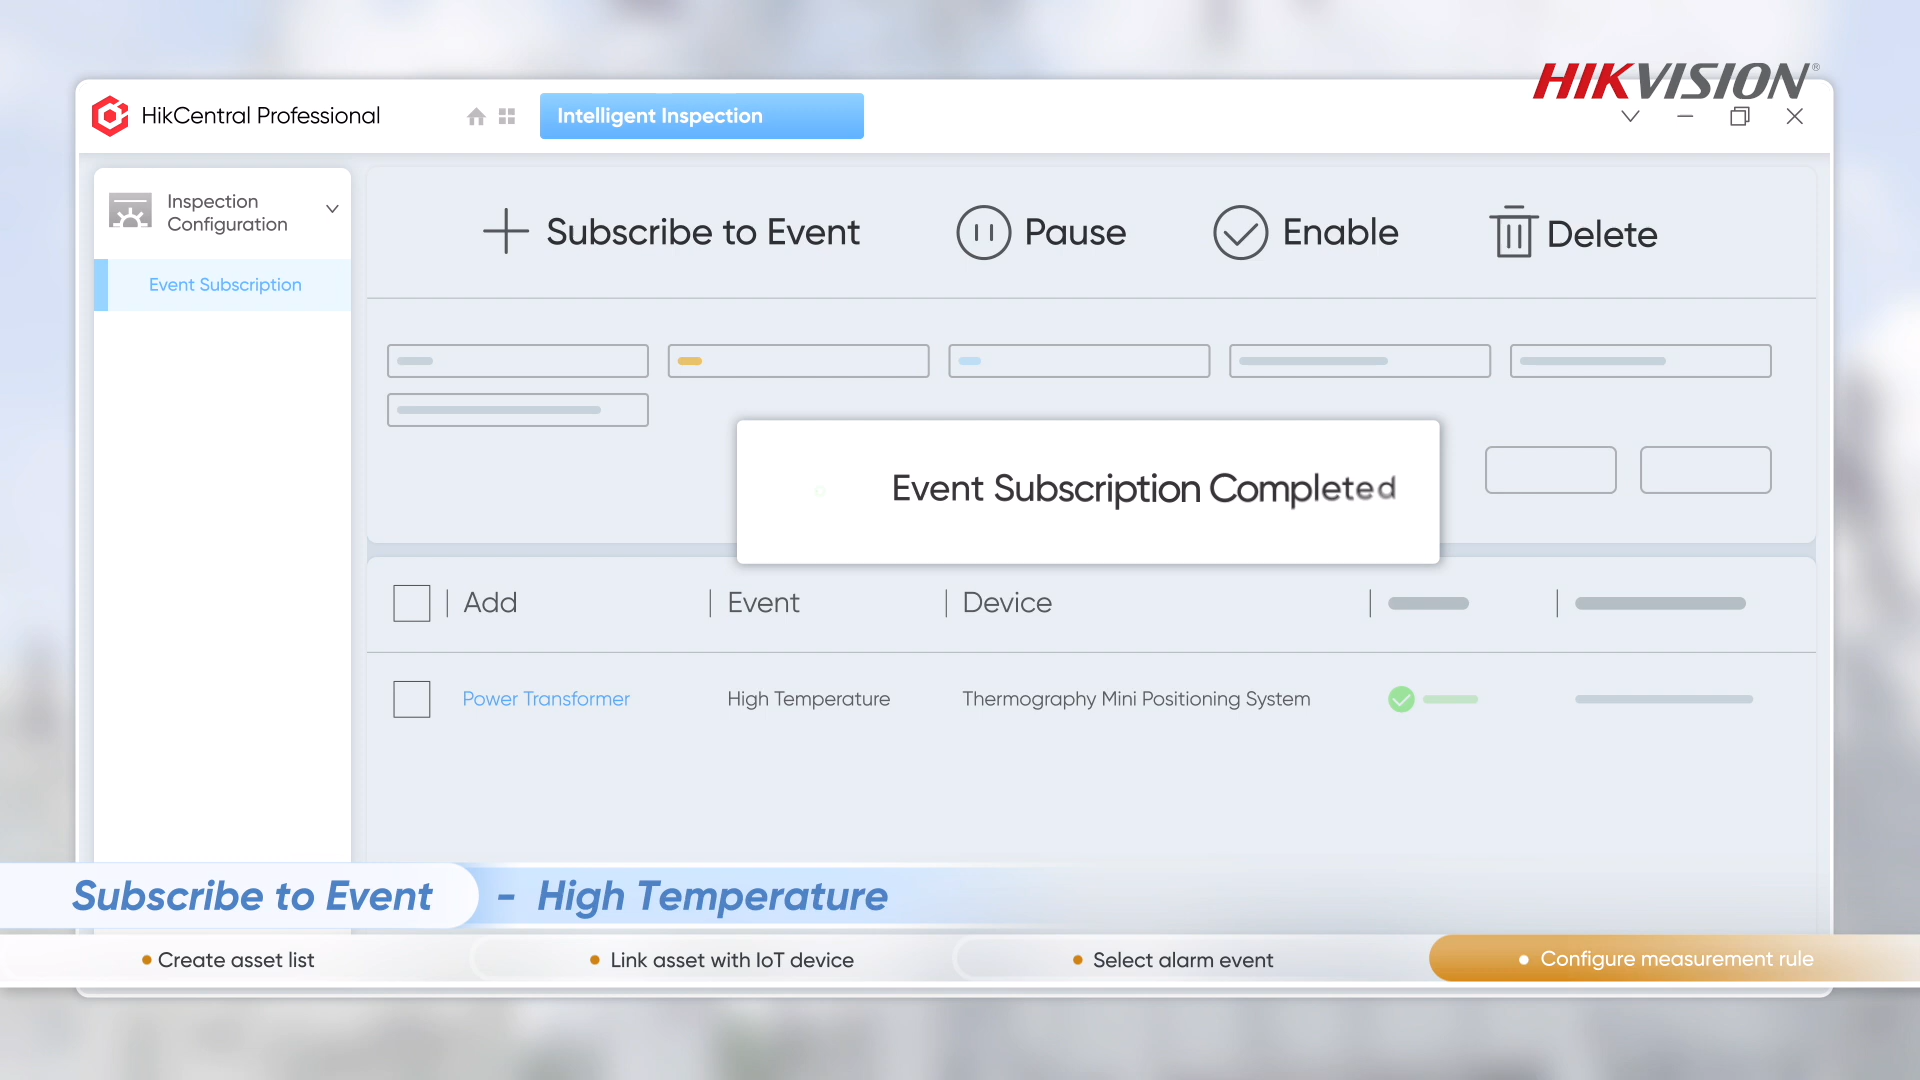 HIKVISION®
HikCentral Professional
Intelligent Inspection
Inspection
Configuration
Event Subscription
Subscribe to Event
Pause
Enable
Delete
Event Subscription Completed
Add
Event
Device
Power Transformer
High Temperature
Thermography Mini Positioning System
Subscribe to Event - High Temperature
Create asset list
Link asset with IoT device
Select alarm event
Configure measurement rule